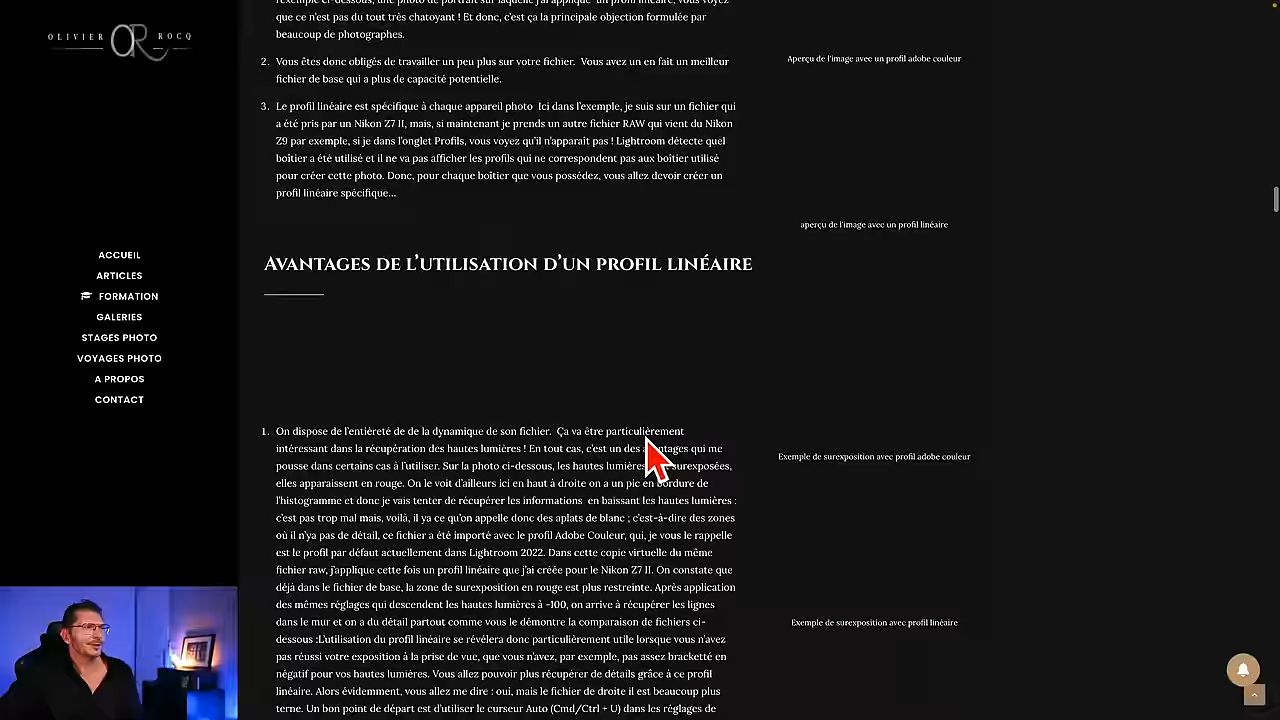 OLIVIER OR ROCQ
ACCUEIL
ARTICLES
FORMATION
GALERIES
STAGES PHOTO
VOYAGES PHOTO
A PROPOS
CONTACT
que ce n'est pas du tout très chatoyant ! Et donc, c'est ça la principale objection formulée par
beaucoup de photographes.
2. Vous êtes donc obligés de travailler un peu plus sur votre fichier. Vous avez un en fait un meilleur
fichier de base qui a plus de capacité potentielle.
3. Le profil linéaire est spécifique à chaque appareil photo Ici dans l'exemple, je suis sur un fichier qui
a été pris par un Nikon Z7 II, mais, si maintenant je prends un autre fichier RAW qui vient du Nikon
Z9 par exemple, si je dans l'onglet Profils, vous voyez qu'il n'apparaît pas ! Lightroom détecte quel
boîtier a été utilisé et il ne va pas afficher les profils qui ne correspondent pas aux boîtier utilisé
pour créer cette photo. Donc, pour chaque boîtier que vous possédez, vous allez devoir créer un
profil linéaire spécifique...
AVANTAGES DE L'UTILISATION D'UN PROFIL LINÉAIRE
1. On dispose de l'entièreté de de la dynamique de son fichier. Ça va être particulièrement
intéressant dans la récupération des hautes lumières ! En tout cas, c'est un des qui me
pousse dans certains cas à l'utiliser. Sur la photo ci-dessous, les hautes lumières surexposées,
elles apparaissent en rouge. On le voit d'ailleurs ici en haut à droite on a un pic en bordure de
l'histogramme et donc je vais tenter de récupérer les informations en baissant les hautes lumières :
c'est pas trop mal mais, voilà, il ya ce qu'on appelle donc des aplats de blanc ; c'est-à-dire des zones
où il n'ya pas de détail, ce fichier a été importé avec le profil Adobe Couleur, qui, je vous le rappelle
est le profil par défaut actuellement dans Lightroom 2022. Dans cette copie virtuelle du même
fichier raw, j'applique cette fois un profil linéaire que j'ai créée pour le Nikon Z7 II. On constate que
déjà dans le fichier de base, la zone de surexposition en rouge est plus restreinte. Après application
des mêmes réglages qui descendent les hautes lumières à -100, on arrive à récupérer les lignes
dans le mur et on a du détail partout comme vous le démontre la comparaison de fichiers ci-
dessous :L'utilisation du profil linéaire se révélera donc particulièrement utile lorsque vous n'avez
pas réussi votre exposition à la prise de vue, que vous n'avez, par exemple, pas assez bracketté en
négatif pour vos hautes lumières. Vous allez pouvoir plus récupérer de détails grâce à ce profil
linéaire. Alors évidemment, vous allez me dire : oui, mais le fichier de droite il est beaucoup plus
terne. Un bon point de départ est d'utiliser le curseur Auto (Cmd/Ctrl + U) dans les réglages de
Aperçu de l'image avec un profil adobe couleur
aperçu de l'image avec un profil linéaire
Exemple de surexposition avec profil adobe couleur
Exemple de surexposition avec profil linéaire